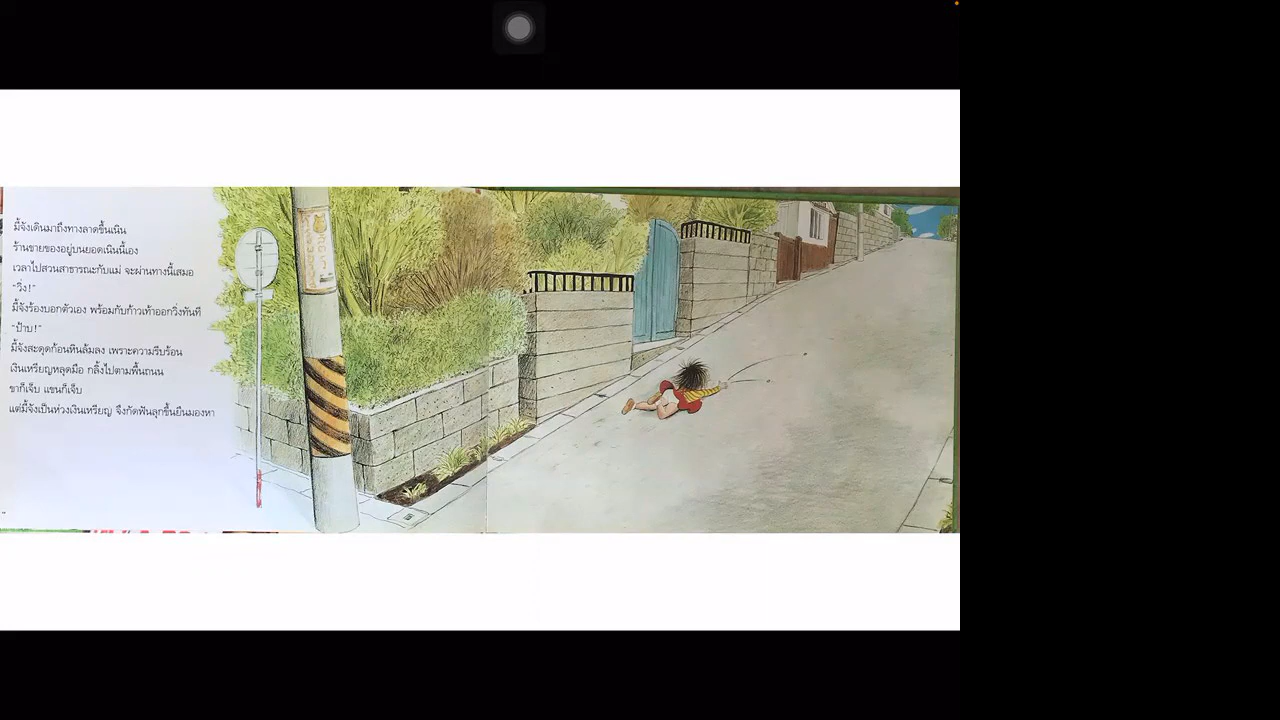 มี้จังเดินมาถึงทางลาดขึ้นเนิน
ร้านขายของอยู่บนยอดเนินนี้เอง
เวลาไปสวนสาธารณะกับแม่ จะผ่านทางนี้เสมอ
"วิ่ง!"
มี้จังร้องบอกตัวเอง พร้อมกับก้าวเท้าออกวิ่งทันที
"ป้าบ!"
มี้จังสะดุดก้อนหินล้มลง เพราะความรีบร้อน
เงินเหรียญหลุดมือ กลิ้งไปตามพื้นถนน
ขาก็เจ็บ แขนก็เจ็บ
แต่มี้จังเป็นห่วงเงินเหรียญ จึงกัดฟันลุกขึ้นยืนมองหา